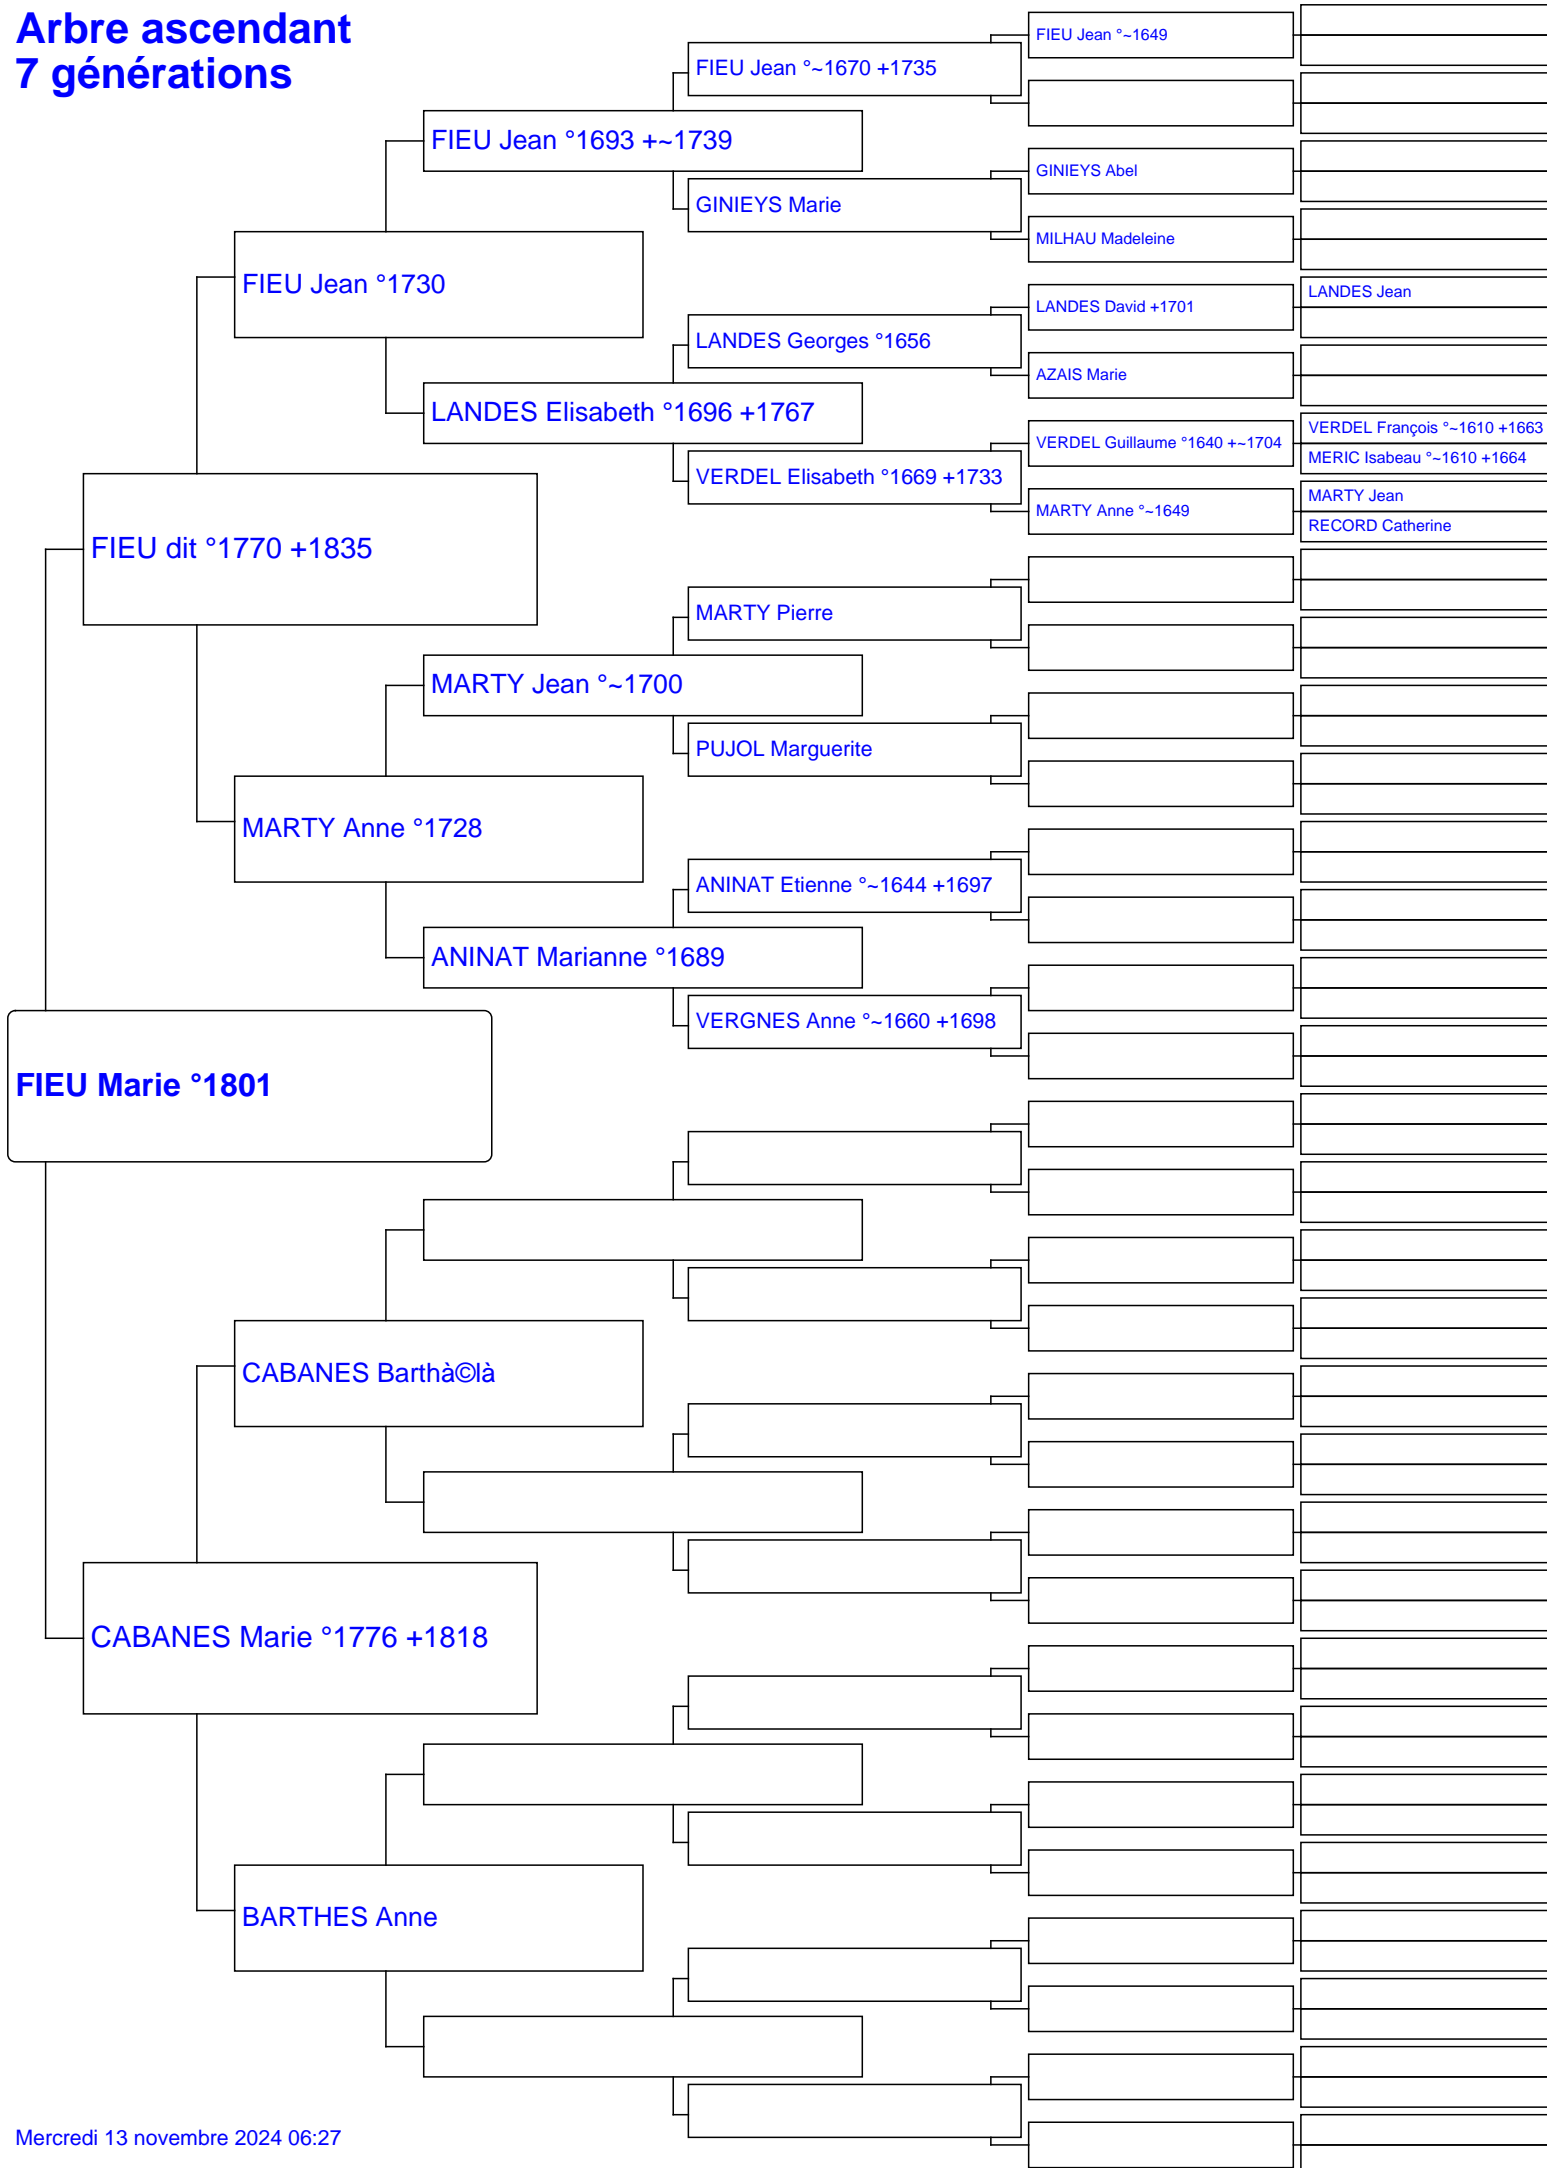 Arbre ascendant
7 générations
FIEU Jean °~1649
FIEU Jean °~1670 +1735
FIEU Jean °1693 +~1739
GINIEYS Abel
GINIEYS Marie
MILHAU Madeleine
FIEU Jean °1730
LANDES Jean
LANDES David +1701
LANDES Georges °1656
AZAIS Marie
LANDES Elisabeth °1696 +1767
VERDEL François °~1610 +1663
VERDEL Guillaume °1640 +~1704
MERIC Isabeau °~1610 +1664
VERDEL Elisabeth °1669 +1733
MARTY Jean
MARTY Anne °~1649
RECORD Catherine
FIEU dit °1770 +1835
MARTY Pierre
MARTY Jean °~1700
PUJOL Marguerite
MARTY Anne °1728
ANINAT Etienne °~1644 +1697
ANINAT Marianne °1689
VERGNES Anne °~1660 +1698
FIEU Marie °1801
CABANES Barthà©là
CABANES Marie °1776 +1818
BARTHES Anne
Mercredi 13 novembre 2024 06:27